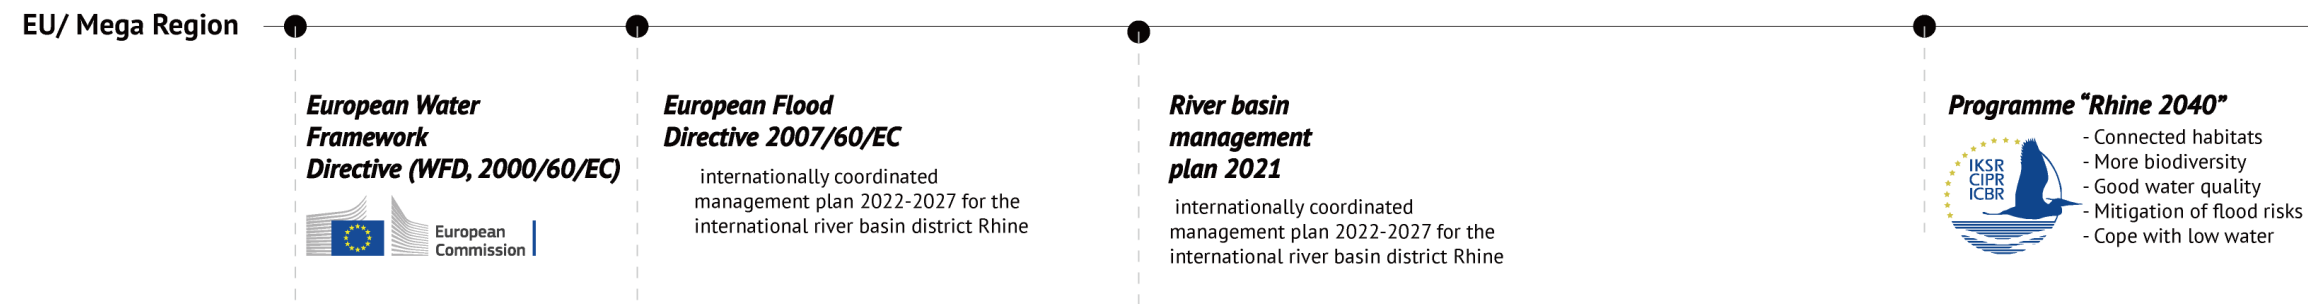 EU/ Mega Region
European Water
Framework
Directive (WFD, 2000/60/EC)
European
Commission
European Flood
Directive 2007/60/EC
internationally coordinated
management plan 2022-2027 for the
international river basin district Rhine
River basin
management
plan 2021
internationally coordinated
management plan 2022-2027 for the
international river basin district Rhine
Programme “Rhine 2040”
IKSR
CIPR
ICBR
- Connected habitats
- More biodiversity
- Good water quality
- Mitigation of flood risks
- Cope with low water